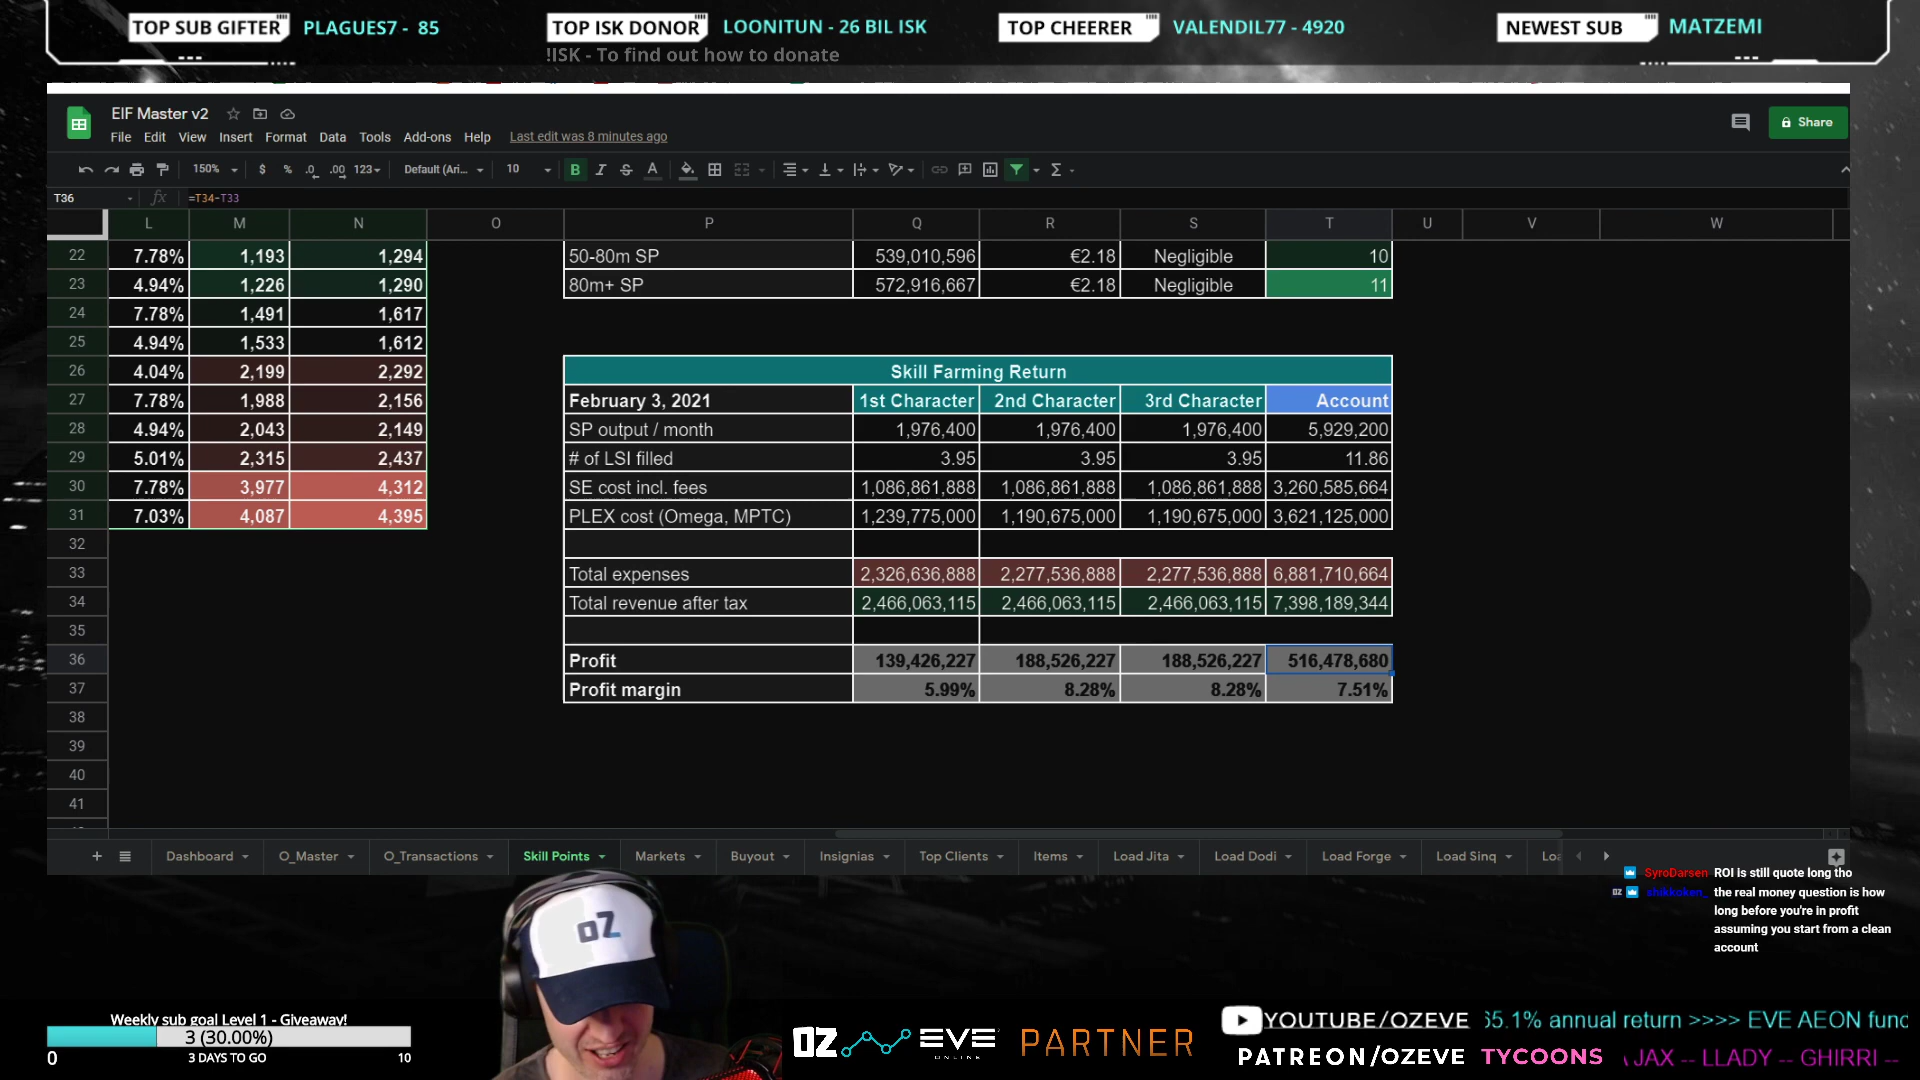 TOP SUB GIFTER PLAGUES7 - 85 TOP ISK DONOR LOONITUN - 26 BIL ISK TOP CHEERER VALENDIL77 - 4920 NEWEST SUB MATZEMI
!ISK - To find out how to donate
EIF Master v2
File Edit View Insert Format Data Tools Add-ons Help Last edit was 8 minutes ago
Share
150% $ % .0 .00 123 Default (Ari... 10 B I S A Σ
T36 fx =T34-T33
L M N O P Q R S T U V W
22 7.78% 1,193 1,294 50-80m SP 539,010,596 €2.18 Negligible 10
23 4.94% 1,226 1,290 80m+ SP 572,916,667 €2.18 Negligible 11
24 7.78% 1,491 1,617
25 4.94% 1,533 1,612
26 4.04% 2,199 2,292 Skill Farming Return
27 7.78% 1,988 2,156 February 3, 2021 1st Character 2nd Character 3rd Character Account
28 4.94% 2,043 2,149 SP output / month 1,976,400 1,976,400 1,976,400 5,929,200
29 5.01% 2,315 2,437 # of LSI filled 3.95 3.95 3.95 11.86
30 7.78% 3,977 4,312 SE cost incl. fees 1,086,861,888 1,086,861,888 1,086,861,888 3,260,585,664
31 7.03% 4,087 4,395 PLEX cost (Omega, MPTC) 1,239,775,000 1,190,675,000 1,190,675,000 3,621,125,000
32
33 Total expenses 2,326,636,888 2,277,536,888 2,277,536,888 6,881,710,664
34 Total revenue after tax 2,466,063,115 2,466,063,115 2,466,063,115 7,398,189,344
35
36 Profit 139,426,227 188,526,227 188,526,227 516,478,680
37 Profit margin 5.99% 8.28% 8.28% 7.51%
38
39
40
41
+ Dashboard O_Master O_Transactions Skill Points Markets Buyout Insignias Top Clients Items Load Jita Load Dodi Load Forge Load Sinq Loa
SyroDarsen ROI is still quote long tho
OZ shikkoken_ the real money question is how
long before you're in profit
assuming you start from a clean
account
oZ
Weekly sub goal Level 1 - Giveaway!
3 (30.00%)
0 3 DAYS TO GO 10
OZ EVE ONLINE PARTNER
YOUTUBE/OZEVE 35.1% annual return >>>> EVE AEON func
PATREON/OZEVE TYCOONS JAX -- LLADY -- GHIRRI --